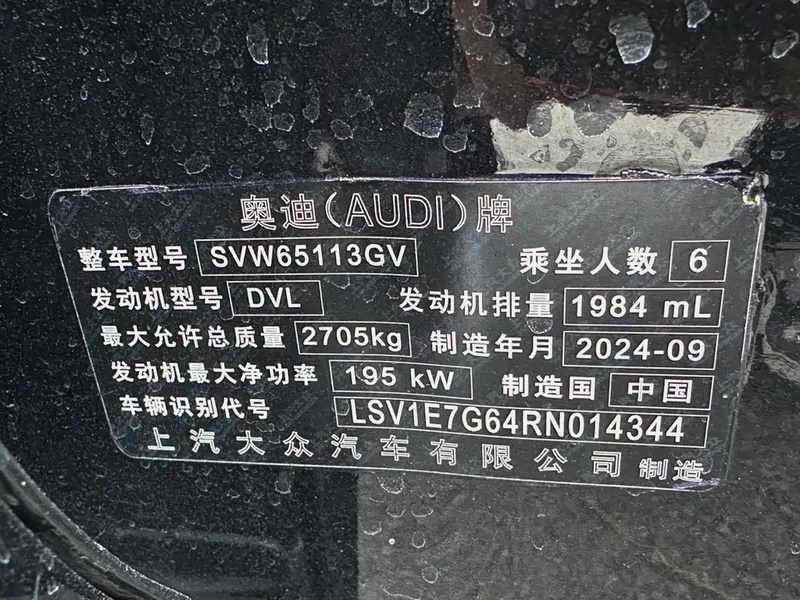 奥迪(AUDI)牌
整车型号 SVW65113GV 乘坐人数 6
发动机型号 DVL 发动机排量 1984 mL
最大允许总质量 2705kg 制造年月 2024-09
发动机最大净功率 195 kW 制造国 中国
车辆识别代号 LSV1E7G64RN014344
上汽大众汽车有限公司 制造